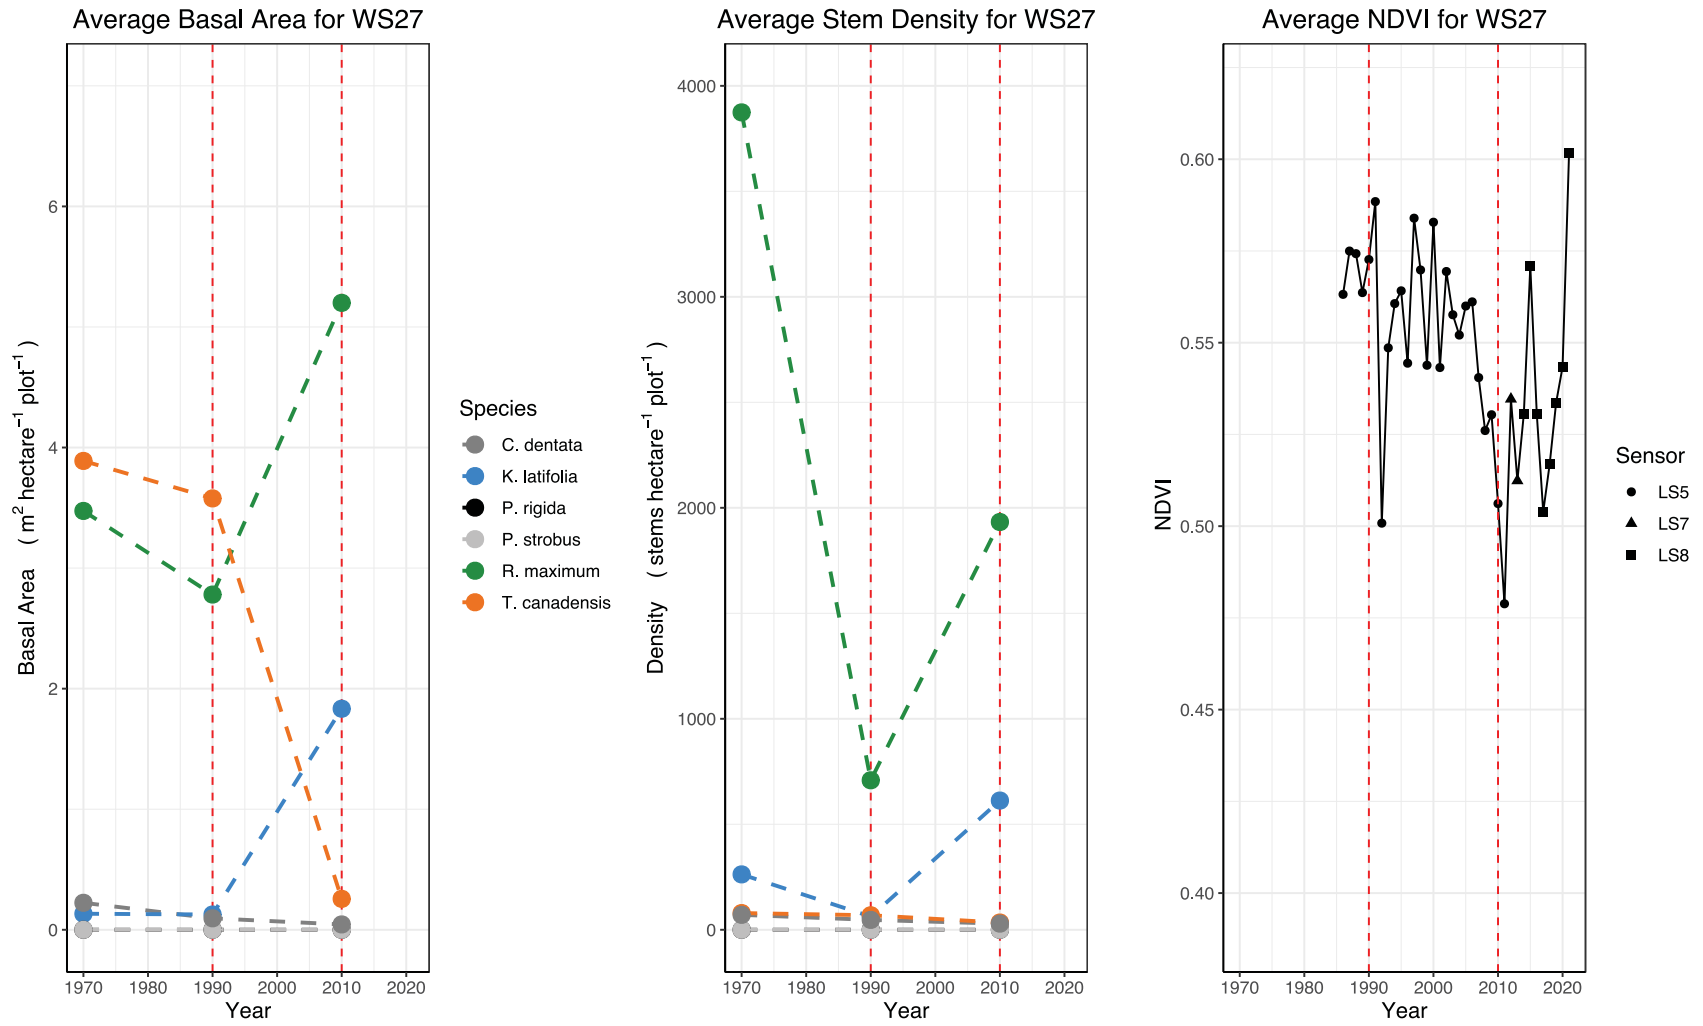 Average Basal Area for WS27
6
4
2
0
1970 1980 1990 2000 2010 2020
Year
Basal Area ( m² hectare⁻¹ plot⁻¹ )
Species
C. dentata
K. latifolia
P. rigida
P. strobus
R. maximum
T. canadensis
Average Stem Density for WS27
4000
3000
2000
1000
0
1970 1980 1990 2000 2010 2020
Year
Density ( stems hectare⁻¹ plot⁻¹ )
Average NDVI for WS27
0.60
0.55
0.50
0.45
0.40
1970 1980 1990 2000 2010 2020
Year
NDVI
Sensor
LS5
LS7
LS8